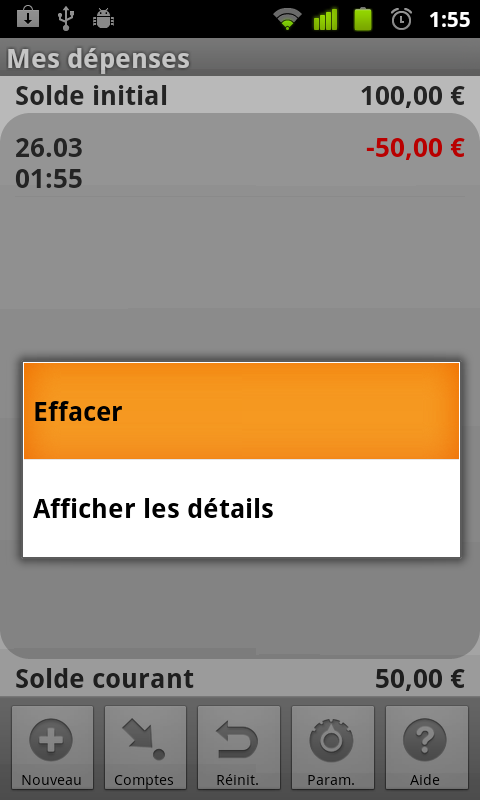 1:55
Mes dépenses
Solde initial 100,00 €
26.03 -50,00 €
01:55
Effacer
Afficher les détails
Solde courant 50,00 €
Nouveau Comptes Réinit. Param. Aide